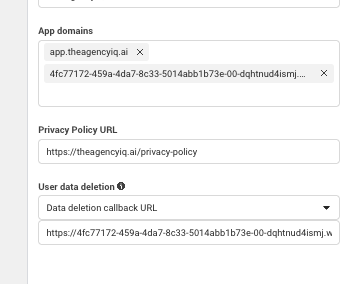 App domains
app.theagencyiq.ai ×
4fc77172-459a-4da7-8c33-5014abb1b73e-00-dqhtnud4ismj.... ×
Privacy Policy URL
https://theagencyiq.ai/privacy-policy
User data deletion
Data deletion callback URL
https://4fc77172-459a-4da7-8c33-5014abb1b73e-00-dqhtnud4ismj.w